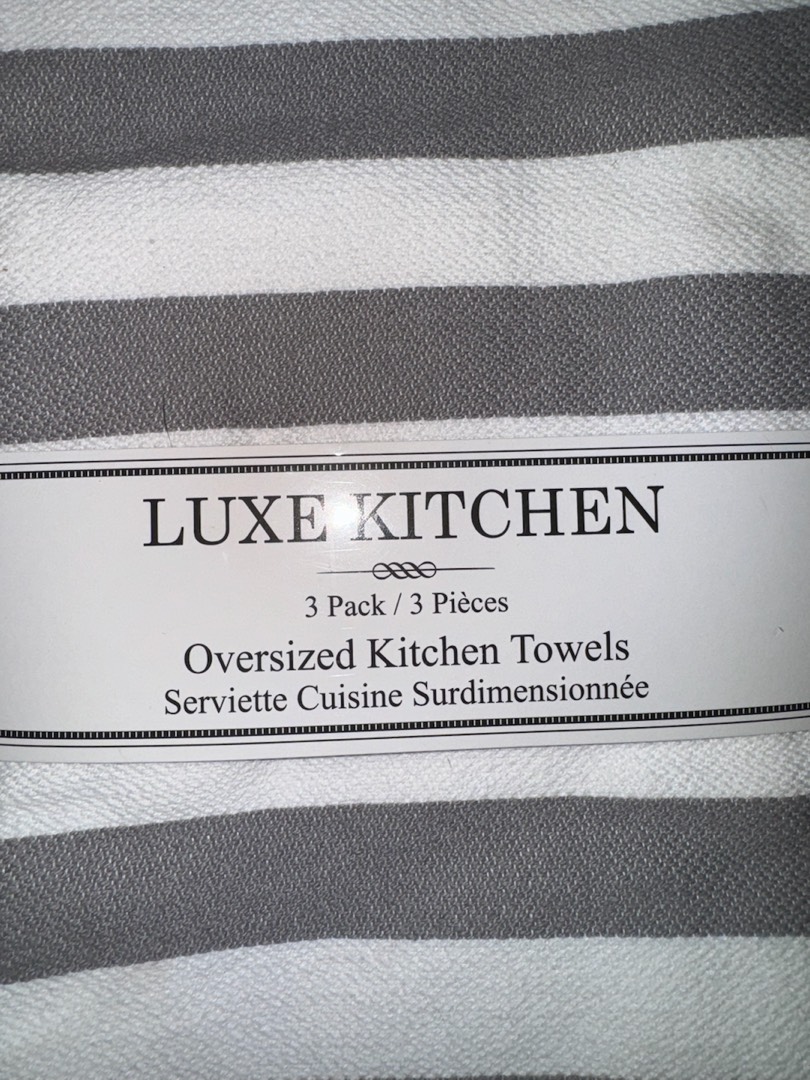 LUXE KITCHEN
3 Pack / 3 Pièces
Oversized Kitchen Towels
Serviette Cuisine Surdimensionnée